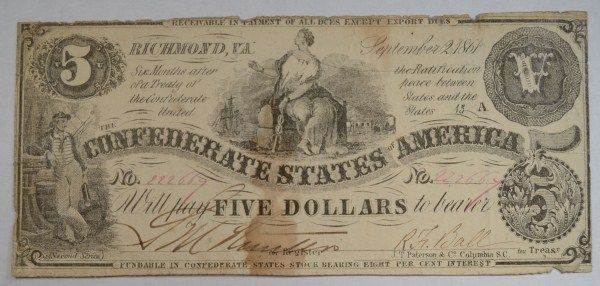 RECEIVABLE IN PAYMENT OF ALL DUES EXCEPT EXPORT DUES
5 RICHMOND, VA. September 2, 1861 V
Six Months after the Ratification
of a Treaty of peace between
the Confederate States and the
United States 15 A
THE CONFEDERATE STATES OF AMERICA
No. No.
Will pay FIVE DOLLARS to bearer 5
for Register for Treasr
(Second Series) J. T. Paterson & Co. Columbia S.C.
FUNDABLE IN CONFEDERATE STATES STOCK BEARING EIGHT PER CENT INTEREST